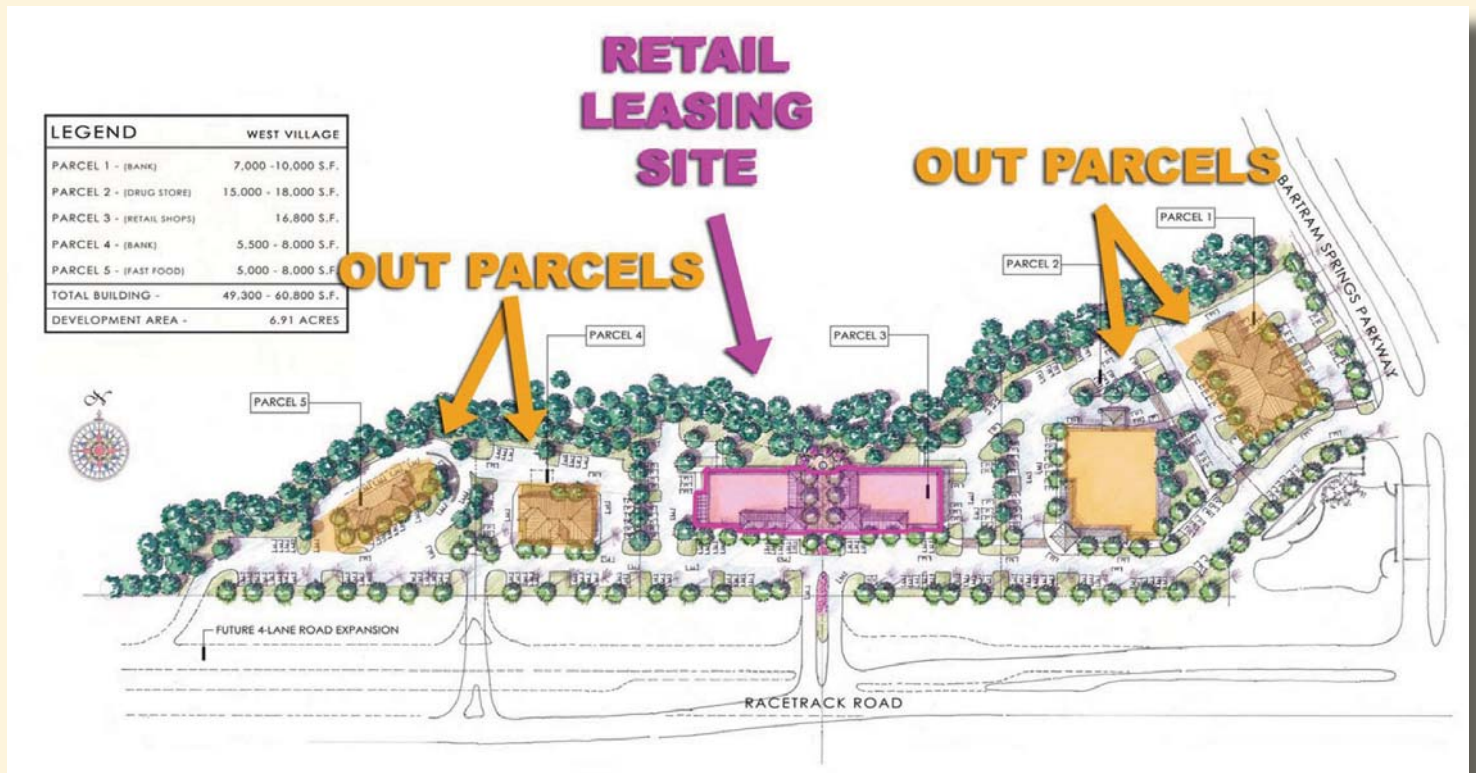 RETAIL
LEASING
SITE
LEGEND WEST VILLAGE
PARCEL 1 - (BANK) 7,000 -10,000 S.F.
PARCEL 2 - (DRUG STORE) 15,000 - 18,000 S.F.
PARCEL 3 - (RETAIL SHOPS) 16,800 S.F.
PARCEL 4 - (BANK) 5,500 - 8,000 S.F.
PARCEL 5 - (FAST FOOD) 5,000 - 8,000 S.F.
TOTAL BUILDING - 49,300 - 60,800 S.F.
DEVELOPMENT AREA - 6.91 ACRES
OUT PARCELS
OUT PARCELS
BARTRAM SPRINGS PARKWAY
PARCEL 1
PARCEL 2
PARCEL 3
PARCEL 4
PARCEL 5
N
FUTURE 4-LANE ROAD EXPANSION
RACETRACK ROAD